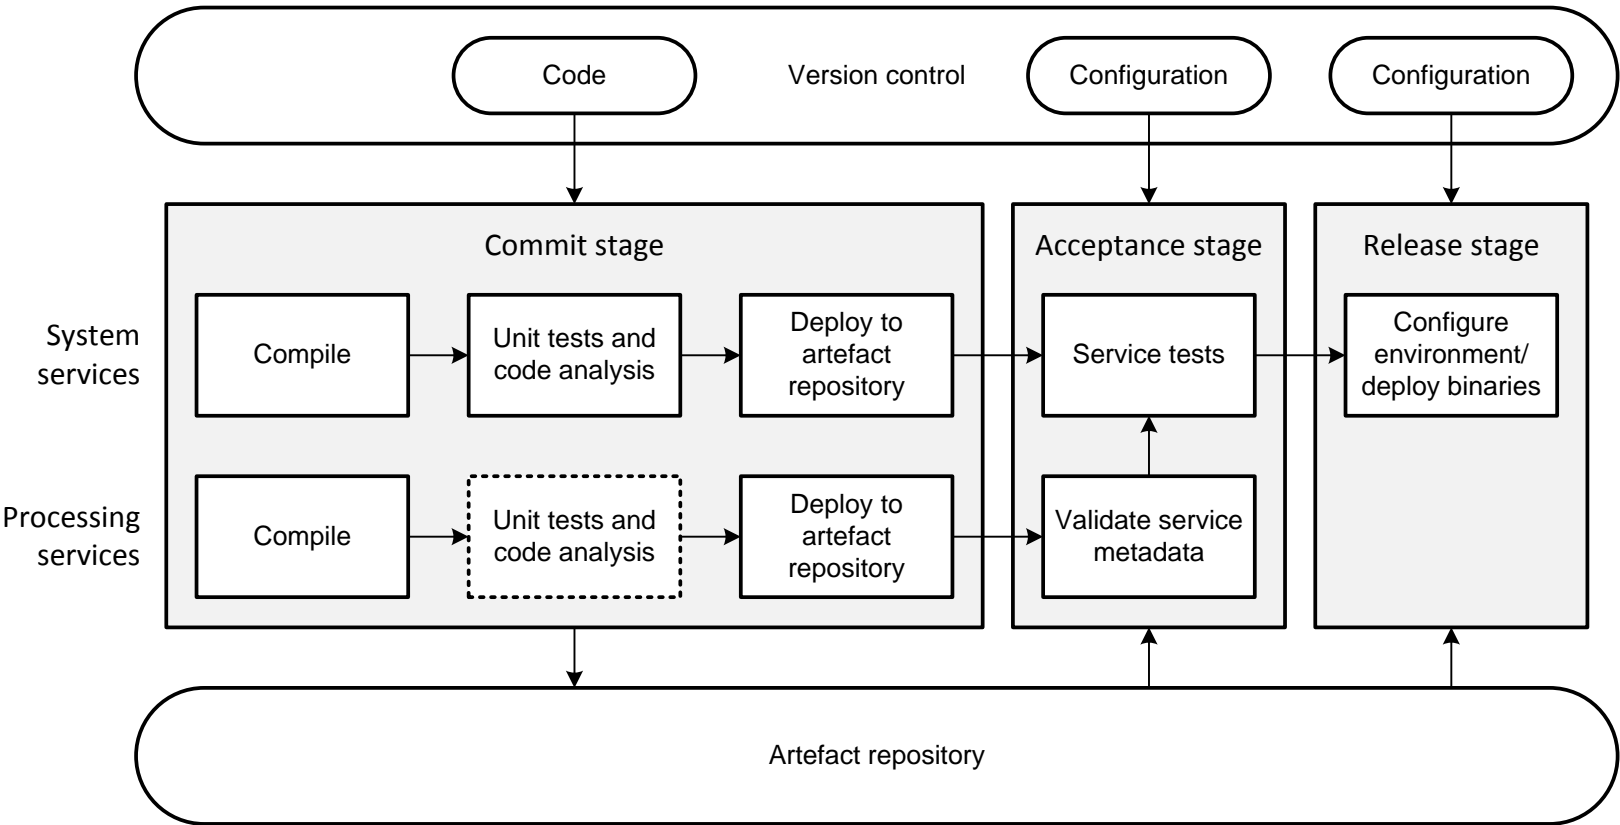 Code
Version control
Configuration
Configuration
Commit stage
Acceptance stage
Release stage
System
services
Compile
Unit tests and
code analysis
Deploy to
artefact
repository
Service tests
Configure
environment/
deploy binaries
Processing
services
Compile
Unit tests and
code analysis
Deploy to
artefact
repository
Validate service
metadata
Artefact repository